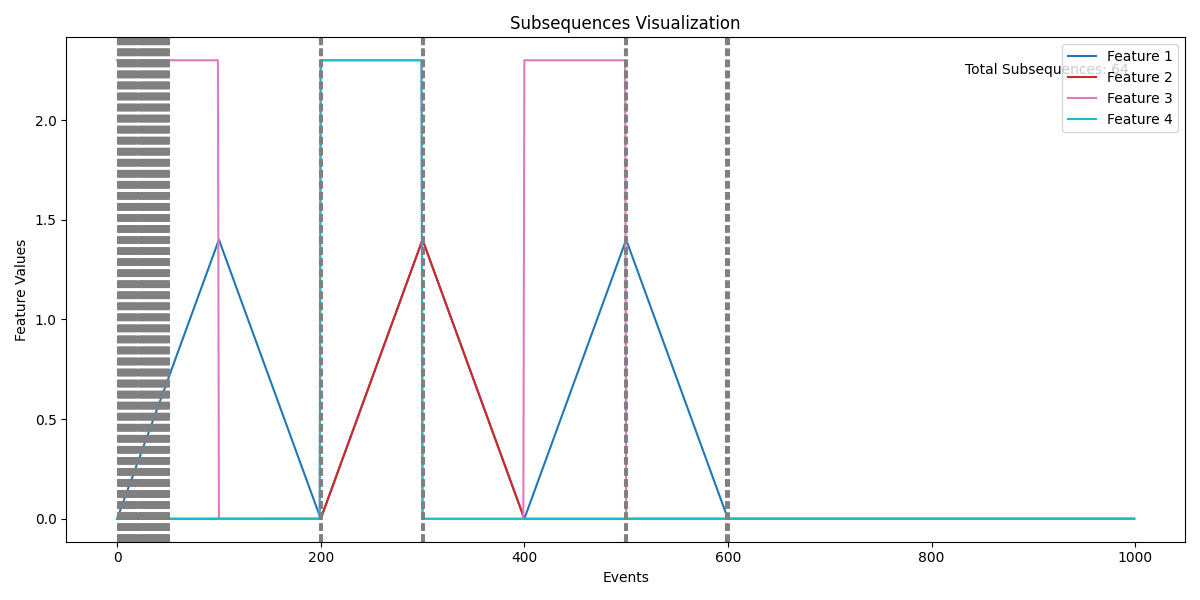 Subsequences Visualization
Total Subsequences: 64
Feature 1
Feature 2
Feature 3
Feature 4
Feature Values
2.0
1.5
1.0
0.5
0.0
0 200 400 600 800 1000
Events